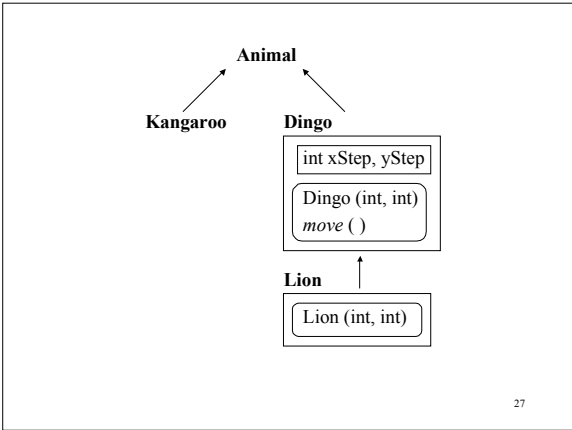 Animal
Kangaroo Dingo
int xStep, yStep
Dingo (int, int)
move ( )
Lion
Lion (int, int)
27